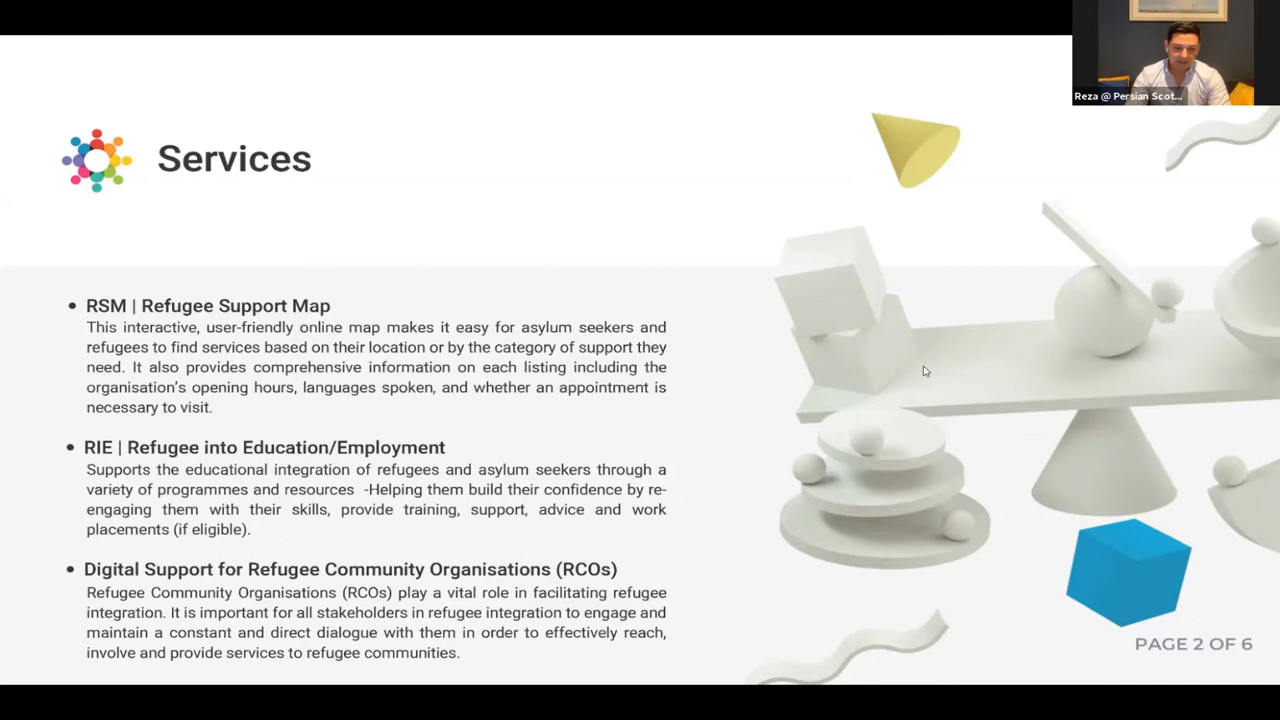 Reza @ Persian Scot...
Services
• RSM | Refugee Support Map
This interactive, user-friendly online map makes it easy for asylum seekers and
refugees to find services based on their location or by the category of support they
need. It also provides comprehensive information on each listing including the
organisation's opening hours, languages spoken, and whether an appointment is
necessary to visit.
• RIE | Refugee into Education/Employment
Supports the educational integration of refugees and asylum seekers through a
variety of programmes and resources -Helping them build their confidence by re-
engaging them with their skills, provide training, support, advice and work
placements (if eligible).
• Digital Support for Refugee Community Organisations (RCOs)
Refugee Community Organisations (RCOs) play a vital role in facilitating refugee
integration. It is important for all stakeholders in refugee integration to engage and
maintain a constant and direct dialogue with them in order to effectively reach,
involve and provide services to refugee communities.
PAGE 2 OF 6